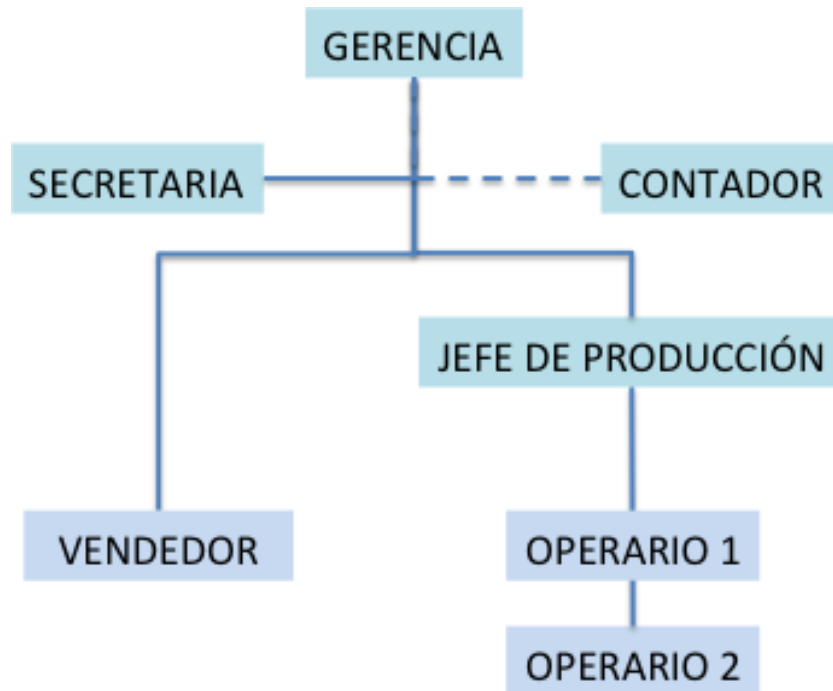 GERENCIA
SECRETARIA
CONTADOR
JEFE DE PRODUCCIÓN
VENDEDOR
OPERARIO 1
OPERARIO 2